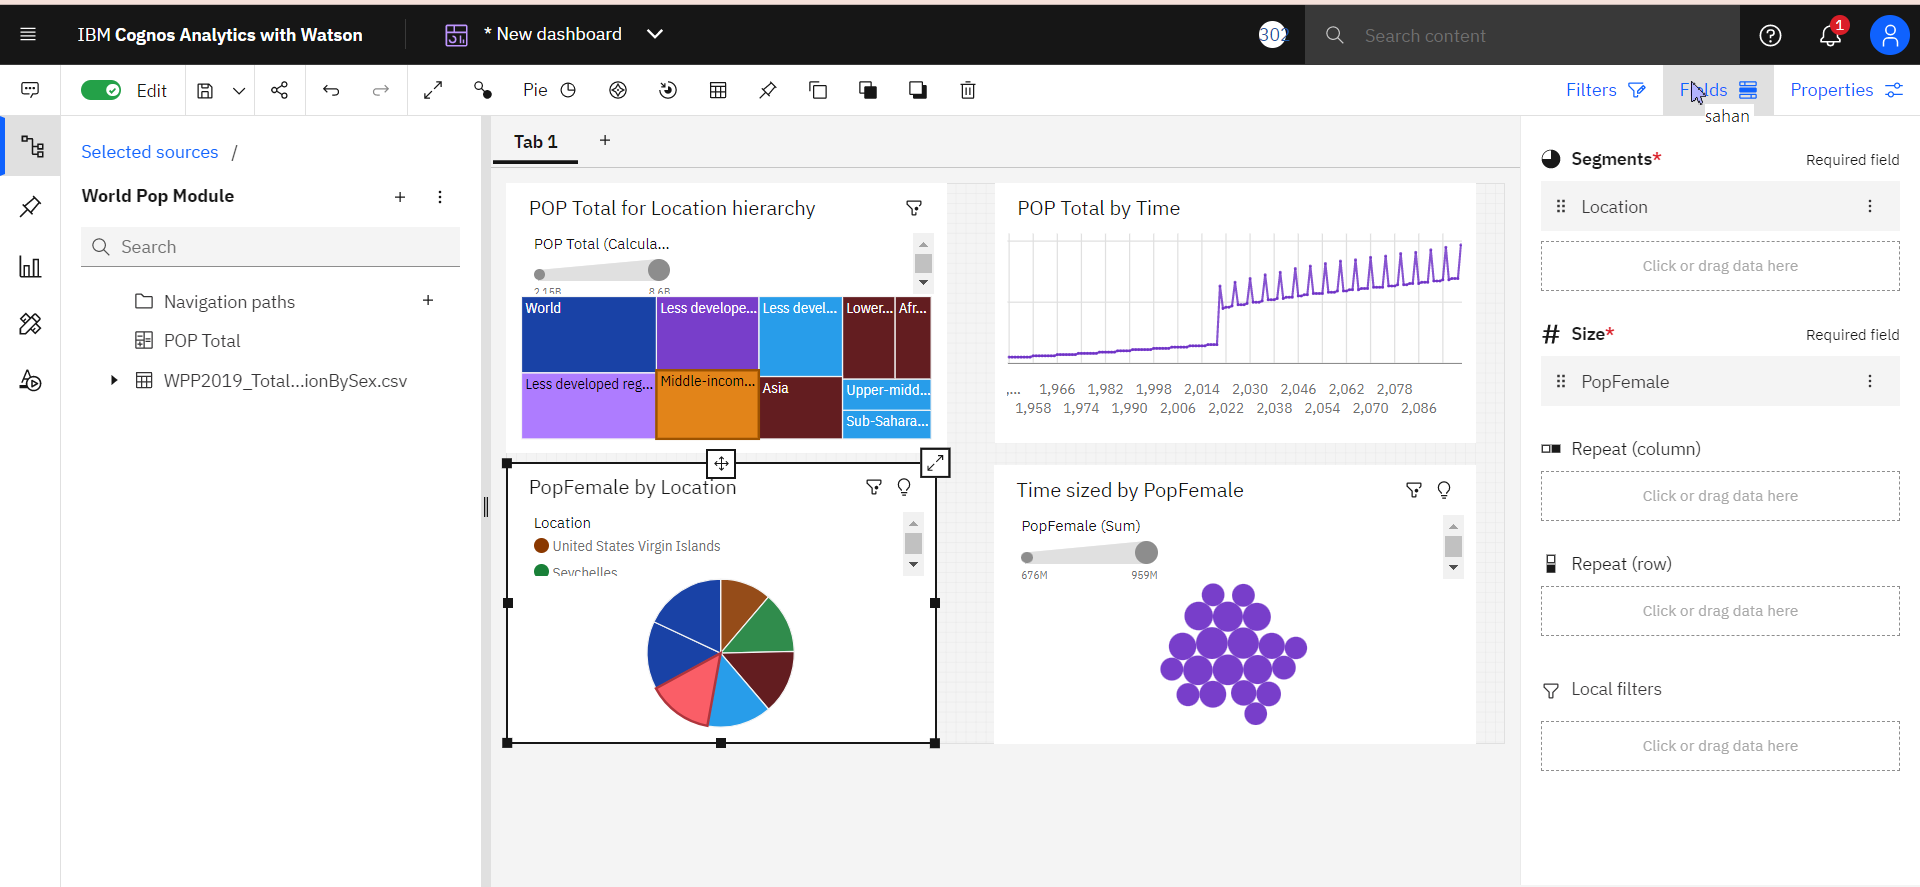 IBM Cognos Analytics with Watson
* New dashboard
302
Search content
1
Edit
Pie
Filters
Fields
Properties
sahan
Selected sources /
World Pop Module
Search
Navigation paths
POP Total
WPP2019_Total...ionBySex.csv
Tab 1
POP Total for Location hierarchy
POP Total (Calcula...
2.15B 8.6B
World
Less develope...
Less devel...
Lower...
Afr...
Less developed reg...
Middle-incom...
Asia
Upper-midd...
Sub-Sahara...
POP Total by Time
,... 1,966 1,982 1,998 2,014 2,030 2,046 2,062 2,078
1,958 1,974 1,990 2,006 2,022 2,038 2,054 2,070 2,086
PopFemale by Location
Location
United States Virgin Islands
Seychelles
Time sized by PopFemale
PopFemale (Sum)
676M 959M
Segments* Required field
Location
Click or drag data here
# Size* Required field
PopFemale
Repeat (column)
Click or drag data here
Repeat (row)
Click or drag data here
Local filters
Click or drag data here